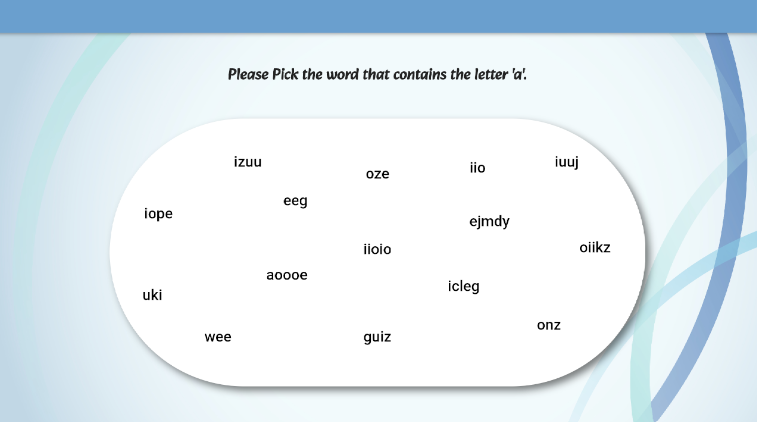 Please Pick the word that contains the letter 'a'.
izuu
oze
iio
iuuj
eeg
iope
ejmdy
iioio
oiikz
aoooe
icleg
uki
onz
wee
guiz